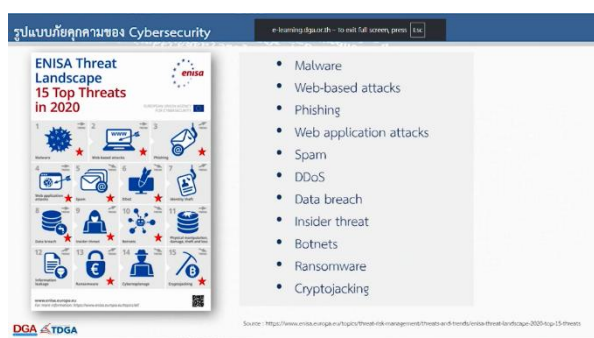 รูปแบบภัยคุกคามของ Cybersecurity
e-learning.dga.or.th – to exit full screen, press Esc
ENISA Threat
Landscape
15 Top Threats
in 2020
enisa
EUROPEAN UNION AGENCY
FOR CYBERSECURITY
1
Malware
2
WWW
Web-based attacks
3
Phishing
4
Web application
attacks
5
Spam
6
DDoS
7
Identity theft
8
Data breach
9
Insider threat
10
Botnets
11
Physical manipulation,
damage, theft and loss
12
Information
leakage
13
Ransomware
14
Cyberespionage
15
Cryptojacking
www.enisa.europa.eu
• Malware
• Web-based attacks
• Phishing
• Web application attacks
• Spam
• DDoS
• Data breach
• Insider threat
• Botnets
• Ransomware
• Cryptojacking
DGA TDGA
Source : https://www.enisa.europa.eu/topics/threat-risk-management/threats-and-trends/enisa-threat-landscape-2020-top-15-threats